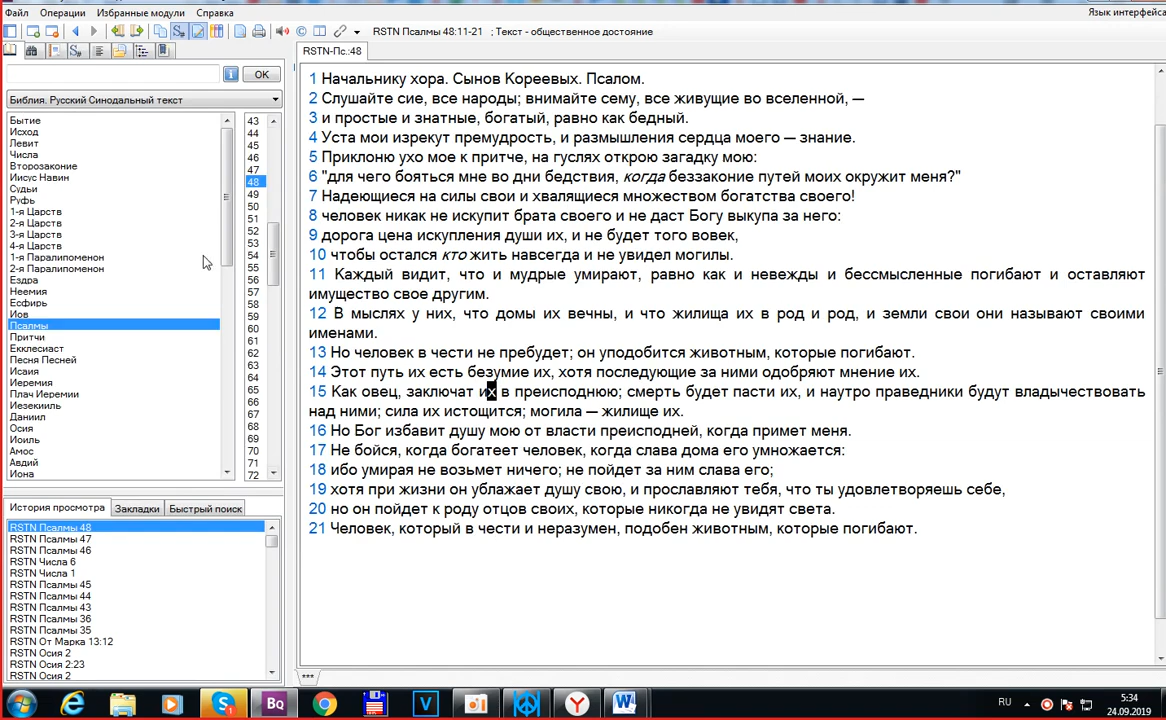 Файл Операции Избранные модули Справка
Язык интерфейса
RSTN Псалмы 48:11-21 ; Текст - общественное достояние
RSTN-Пс.:48
OK
Библия. Русский Синодальный текст
Бытие
Исход
Левит
Числа
Второзаконие
Иисус Навин
Судьи
Руфь
1-я Царств
2-я Царств
3-я Царств
4-я Царств
1-я Паралипоменон
2-я Паралипоменон
Ездра
Неемия
Есфирь
Иов
Псалмы
Притчи
Екклесиаст
Песня Песней
Исаия
Иеремия
Плач Иеремии
Иезекииль
Даниил
Осия
Иоиль
Амос
Авдий
Иона
43
44
45
46
47
48
49
50
51
52
53
54
55
56
57
58
59
60
61
62
63
64
65
66
67
68
69
70
71
72
1 Начальнику хора. Сынов Кореевых. Псалом.
2 Слушайте сие, все народы; внимайте сему, все живущие во вселенной, —
3 и простые и знатные, богатый, равно как бедный.
4 Уста мои изрекут премудрость, и размышления сердца моего — знание.
5 Приклоню ухо мое к притче, на гуслях открою загадку мою:
6 "для чего бояться мне во дни бедствия, когда беззаконие путей моих окружит меня?"
7 Надеющиеся на силы свои и хвалящиеся множеством богатства своего!
8 человек никак не искупит брата своего и не даст Богу выкупа за него:
9 дорога цена искупления души их, и не будет того вовек,
10 чтобы остался кто жить навсегда и не увидел могилы.
11 Каждый видит, что и мудрые умирают, равно как и невежды и бессмысленные погибают и оставляют
имущество свое другим.
12 В мыслях у них, что домы их вечны, и что жилища их в род и род, и земли свои они называют своими
именами.
13 Но человек в чести не пребудет; он уподобится животным, которые погибают.
14 Этот путь их есть безумие их, хотя последующие за ними одобряют мнение их.
15 Как овец, заключат их в преисподнюю; смерть будет пасти их, и наутро праведники будут владычествовать
над ними; сила их истощится; могила — жилище их.
16 Но Бог избавит душу мою от власти преисподней, когда примет меня.
17 Не бойся, когда богатеет человек, когда слава дома его умножается:
18 ибо умирая не возьмет ничего; не пойдет за ним слава его;
19 хотя при жизни он ублажает душу свою, и прославляют тебя, что ты удовлетворяешь себе,
20 но он пойдет к роду отцов своих, которые никогда не увидят света.
21 Человек, который в чести и неразумен, подобен животным, которые погибают.
История просмотра Закладки Быстрый поиск
RSTN Псалмы 48
RSTN Псалмы 47
RSTN Псалмы 46
RSTN Числа 6
RSTN Числа 1
RSTN Псалмы 45
RSTN Псалмы 44
RSTN Псалмы 43
RSTN Псалмы 36
RSTN Псалмы 35
RSTN От Марка 13:12
RSTN Осия 2
RSTN Осия 2:23
RSTN Осия 2
***
RU
5:34
24.09.2019